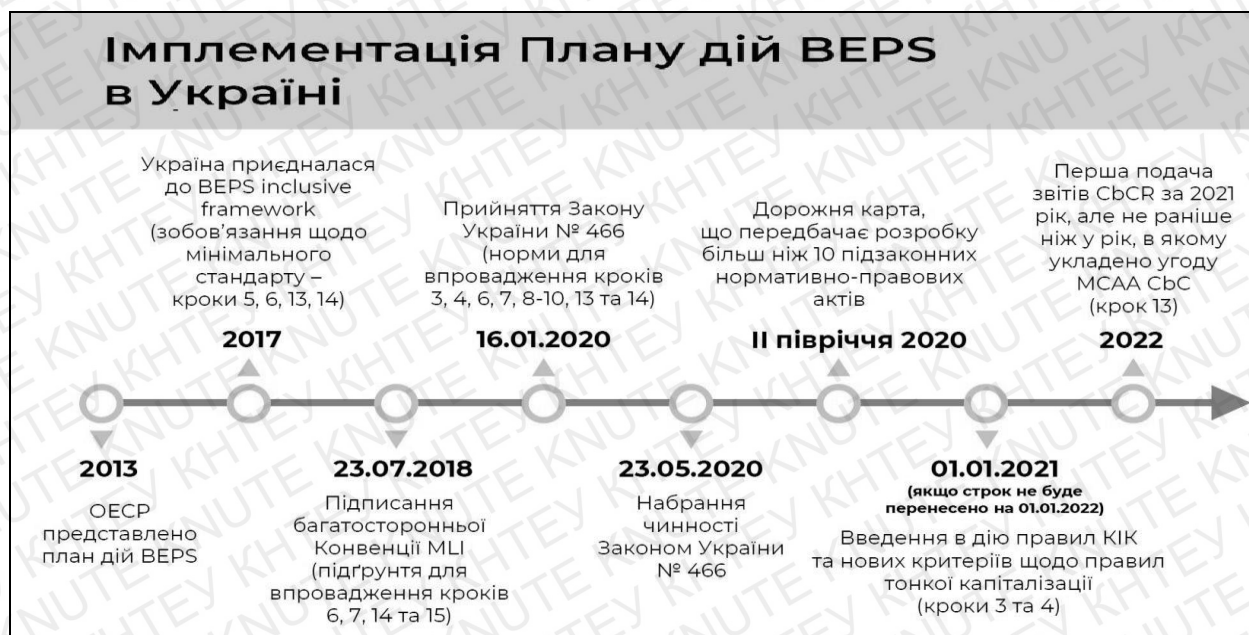 Імплементація Плану дій BEPS
в Україні
Україна приєдналася
до BEPS inclusive
framework
(зобов’язання щодо
мінімального
стандарту –
кроки 5, 6, 13, 14)
2017
Прийняття Закону
України № 466
(норми для
впровадження кроків
3, 4, 6, 7, 8-10, 13 та 14)
16.01.2020
Дорожня карта,
що передбачає розробку
більш ніж 10 підзаконних
нормативно-правових
актів
II півріччя 2020
Перша подача
звітів CbCR за 2021
рік, але не раніше
ніж у рік, в якому
укладено угоду
MCAA CbC
(крок 13)
2022
2013
ОЕСР
представлено
план дій BEPS
23.07.2018
Підписання
багатосторонньої
Конвенції MLI
(підґрунтя для
впровадження кроків
6, 7, 14 та 15)
23.05.2020
Набрання
чинності
Законом України
№ 466
01.01.2021
(якщо строк не буде
перенесено на 01.01.2022)
Введення в дію правил КІК
та нових критеріїв щодо правил
тонкої капіталізації
(кроки 3 та 4)